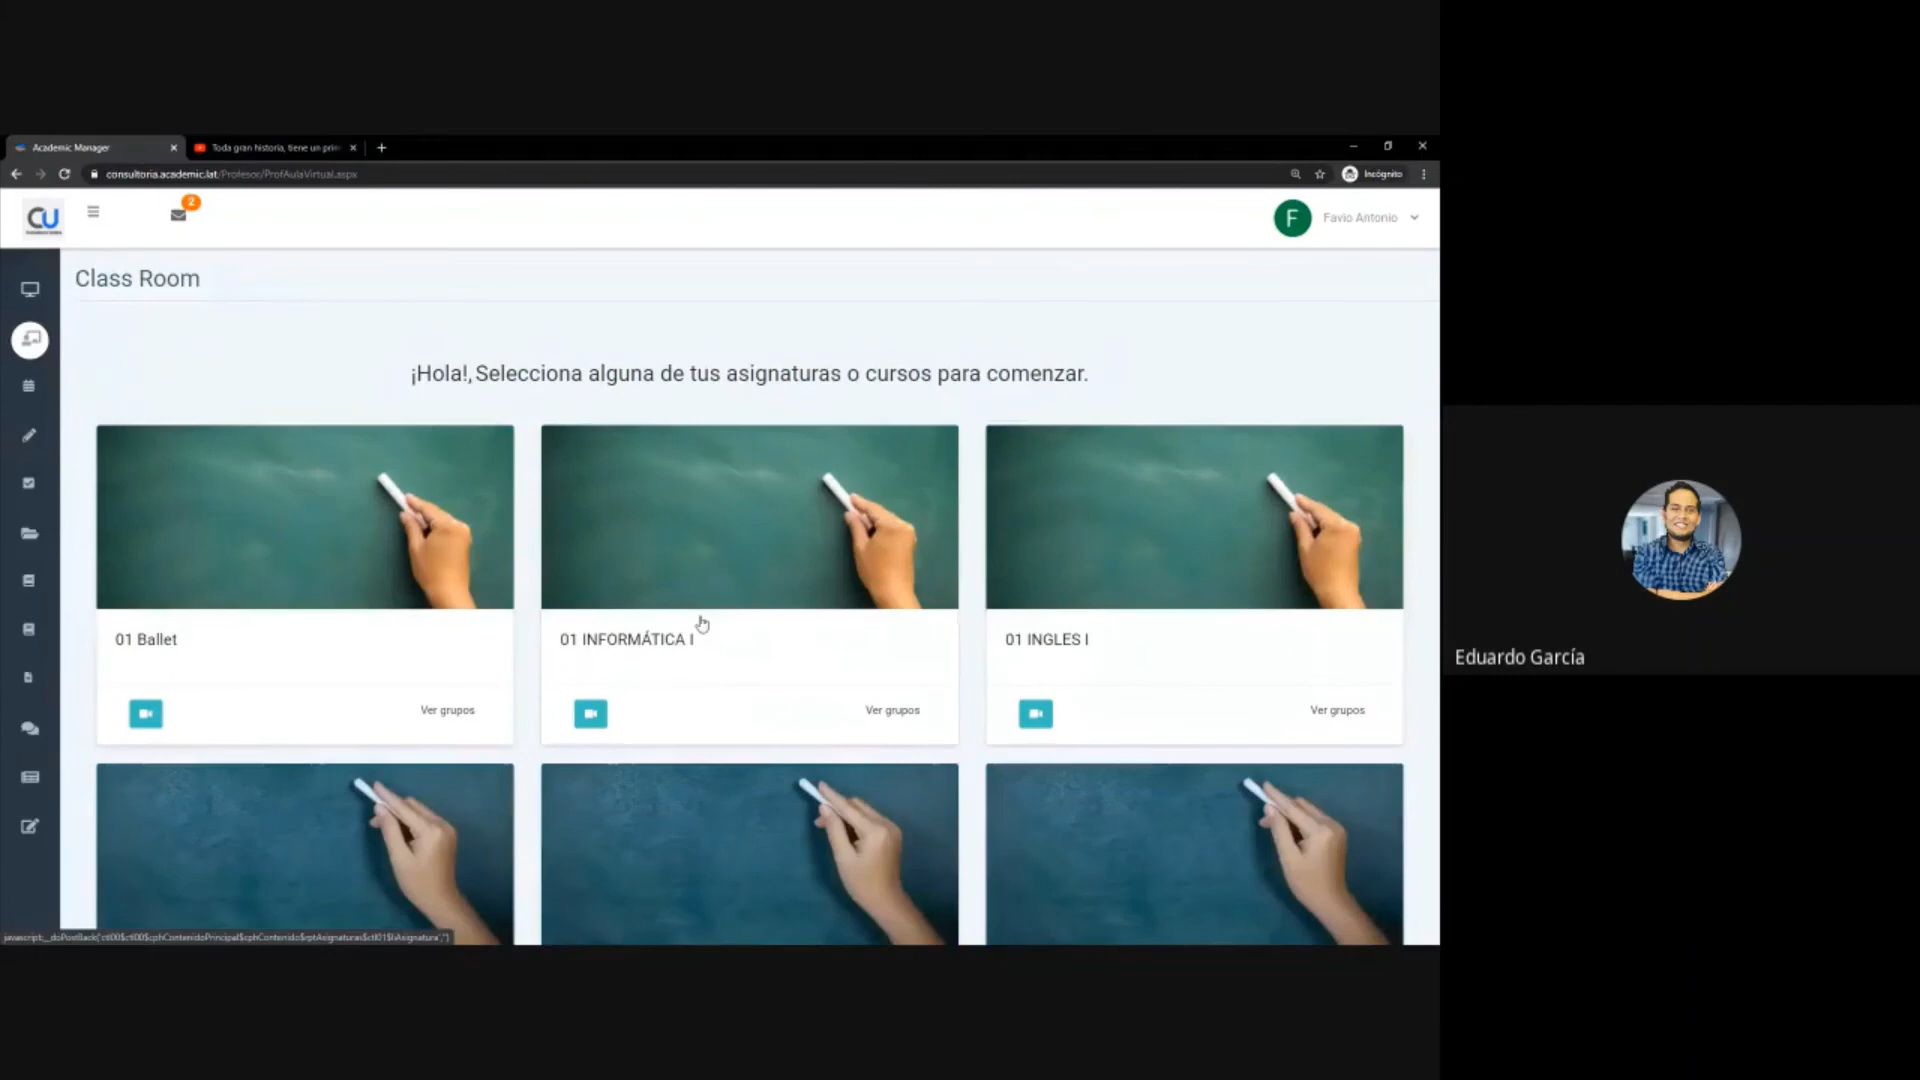 Academic Manager
Toda gran historia, tiene un prin
consultoria.academic.lat/Profesor/ProfAulaVirtual.aspx
Incógnito
CU
2
F
Favio Antonio
Class Room
¡Hola!, Selecciona alguna de tus asignaturas o cursos para comenzar.
01 Ballet
01 INFORMÁTICA I
01 INGLES I
Ver grupos
Ver grupos
Ver grupos
Eduardo García